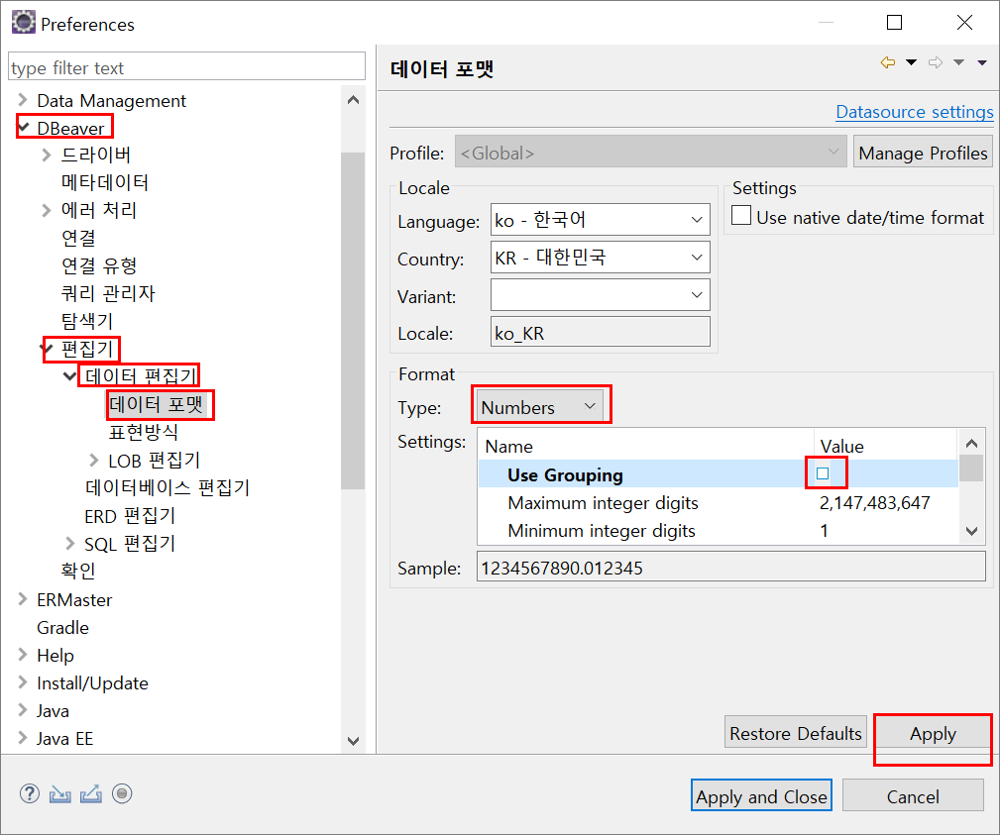 Preferences
type filter text
Data Management
DBeaver
드라이버
메타데이터
에러 처리
연결
연결 유형
쿼리 관리자
탐색기
편집기
데이터 편집기
데이터 포맷
표현방식
LOB 편집기
데이터베이스 편집기
ERD 편집기
SQL 편집기
확인
ERMaster
Gradle
Help
Install/Update
Java
Java EE
데이터 포맷
Datasource settings
Profile: <Global> Manage Profiles
Locale
Language: ko - 한국어
Country: KR - 대한민국
Variant:
Locale: ko_KR
Settings
Use native date/time format
Format
Type: Numbers
Settings: Name Value
Use Grouping
Maximum integer digits 2,147,483,647
Minimum integer digits 1
Sample: 1234567890.012345
Restore Defaults Apply
? Apply and Close Cancel